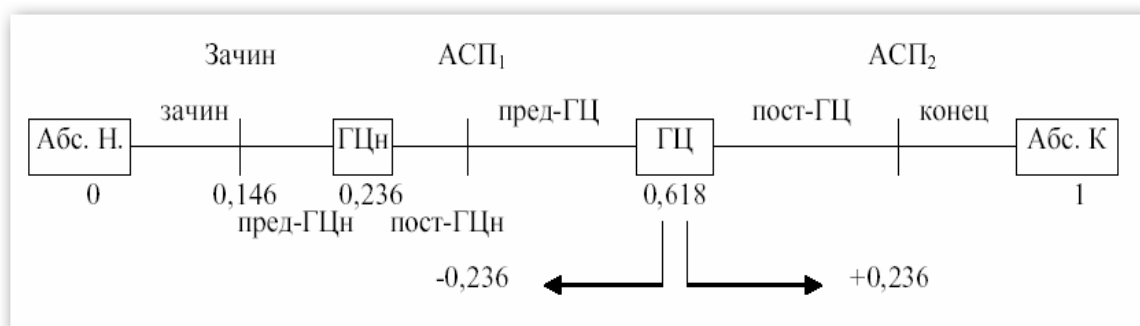 Зачин АСП₁ АСП₂
зачин пред-ГЦ пост-ГЦ конец
Абс. Н. ГЦн ГЦ Абс. К
0 0,146 0,236 0,618 1
пред-ГЦн пост-ГЦн
-0,236 +0,236